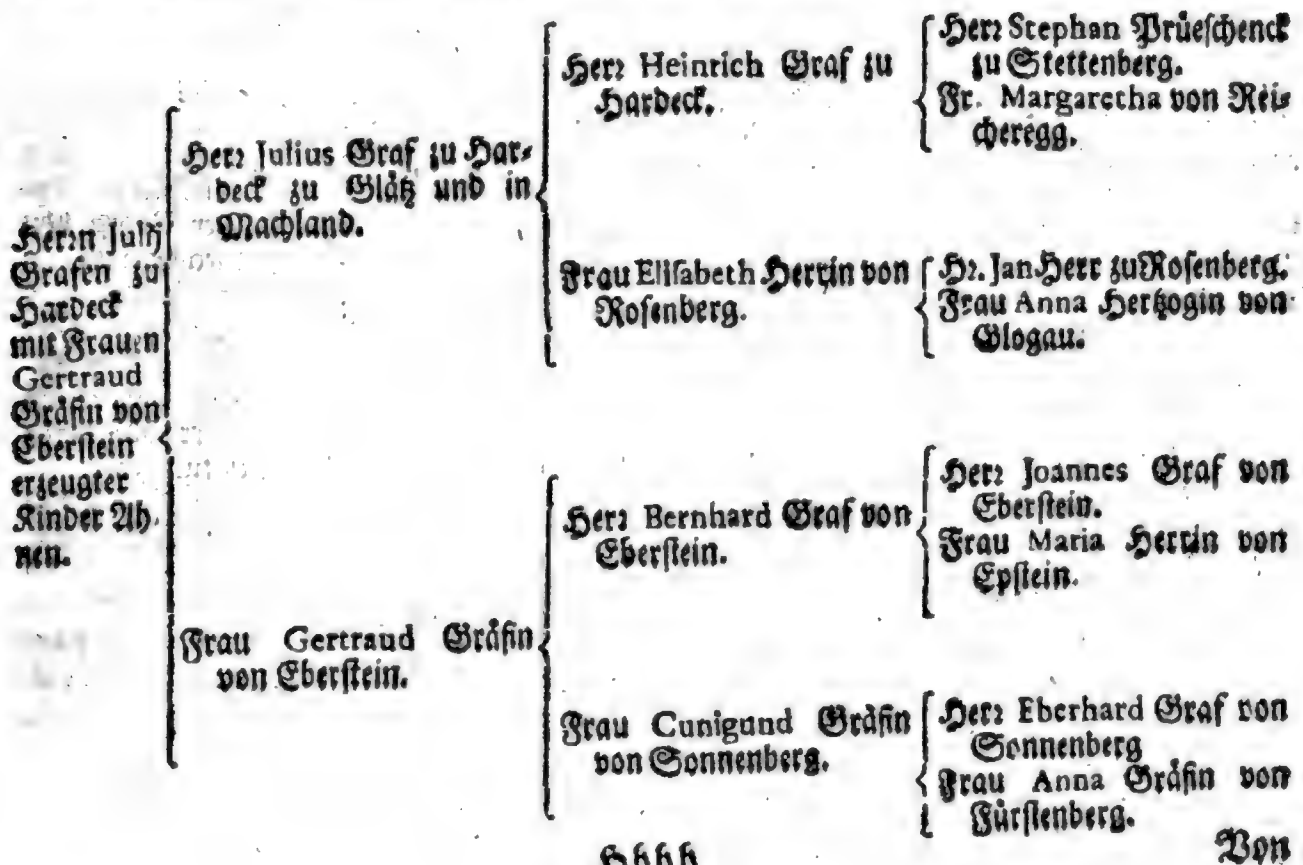 Herrn Julij
Grafen zu
Hardeck
mit Frauen
Gertraud
Gräfin von
Eberstein
erzeugter
Kinder Ah-
nen.
Herr Julius Graf zu Har-
deck zu Glätz und in
Machland.
Frau Gertraud Gräfin
von Eberstein.
Herr Heinrich Graf zu
Hardeck.
Frau Elisabeth Herrin von
Rosenberg.
Herr Bernhard Graf von
Eberstein.
Frau Cunigund Gräfin
von Sonnenberg.
Herr Stephan Prüeschenck
zu Stettenberg.
Fr. Margaretha von Rei-
cheregg.
Hr. Jan Herr zu Rosenberg.
Frau Anna Hertzogin von
Glogau.
Herr Joannes Graf von
Eberstein.
Frau Maria Herrin von
Epstein.
Herr Eberhard Graf von
Sonnenberg
Frau Anna Gräfin von
Fürstenberg.
Hhhh
Von